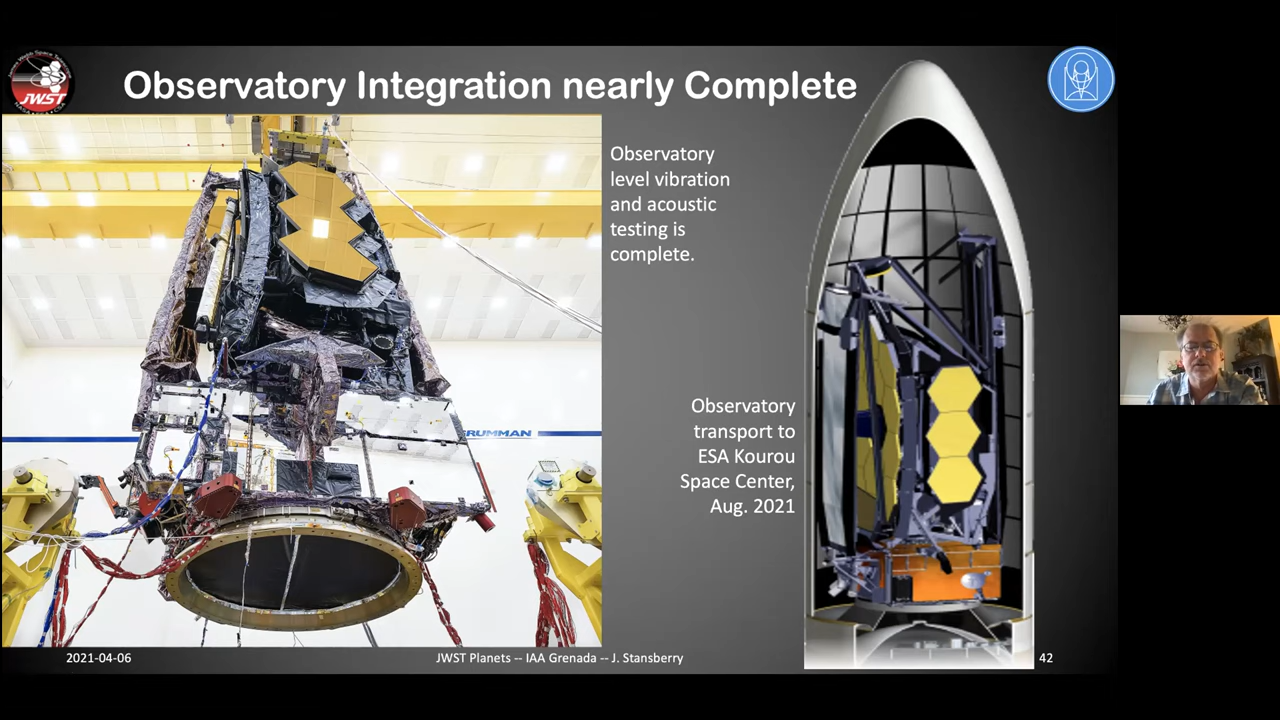 Observatory Integration nearly Complete
JWST
Observatory
level vibration
and acoustic
testing is
complete.
RUMMAN
Observatory
transport to
ESA Kourou
Space Center,
Aug. 2021
2021-04-06
JWST Planets -- IAA Grenada -- J. Stansberry
42